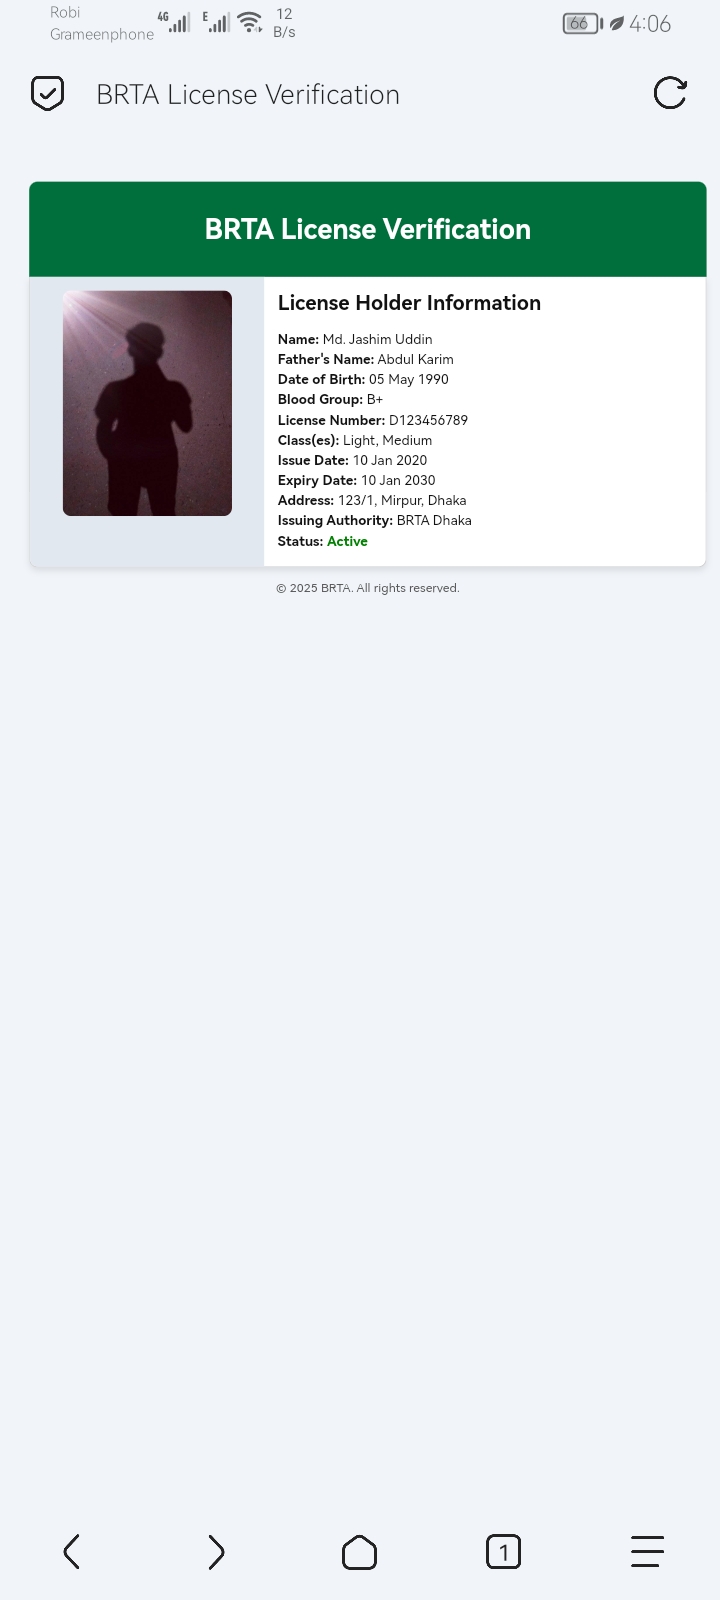 Robi
Grameenphone
4G
E
12
B/s
66
4:06
BRTA License Verification
BRTA License Verification
License Holder Information
Name: Md. Jashim Uddin
Father's Name: Abdul Karim
Date of Birth: 05 May 1990
Blood Group: B+
License Number: D123456789
Class(es): Light, Medium
Issue Date: 10 Jan 2020
Expiry Date: 10 Jan 2030
Address: 123/1, Mirpur, Dhaka
Issuing Authority: BRTA Dhaka
Status: Active
© 2025 BRTA. All rights reserved.
1